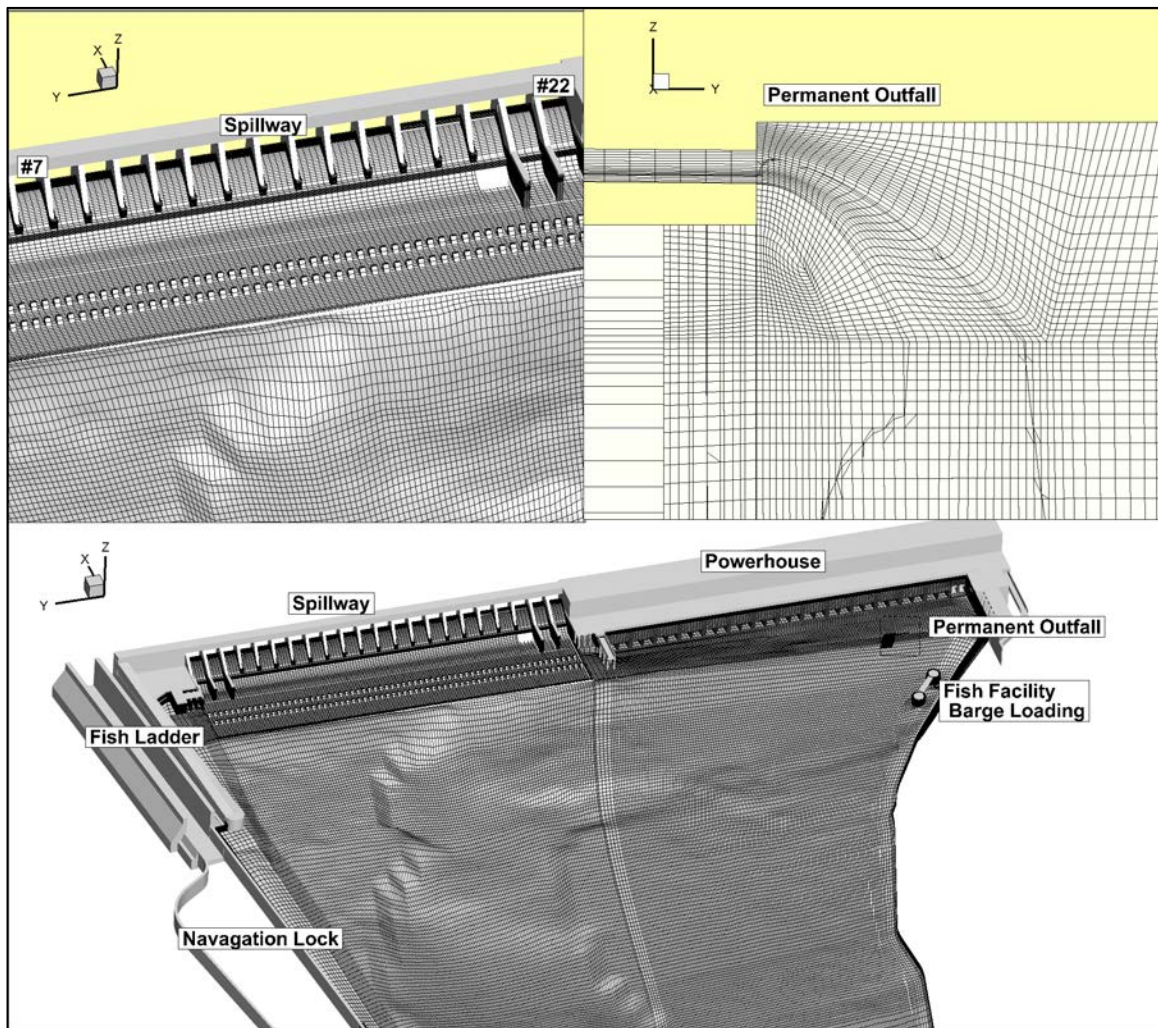 X
Z
Y
#22
Spillway
#7
Z
X
Y
Permanent Outfall
X
Z
Y
Powerhouse
Spillway
Permanent Outfall
Fish Facility
Barge Loading
Fish Ladder
Navagation Lock